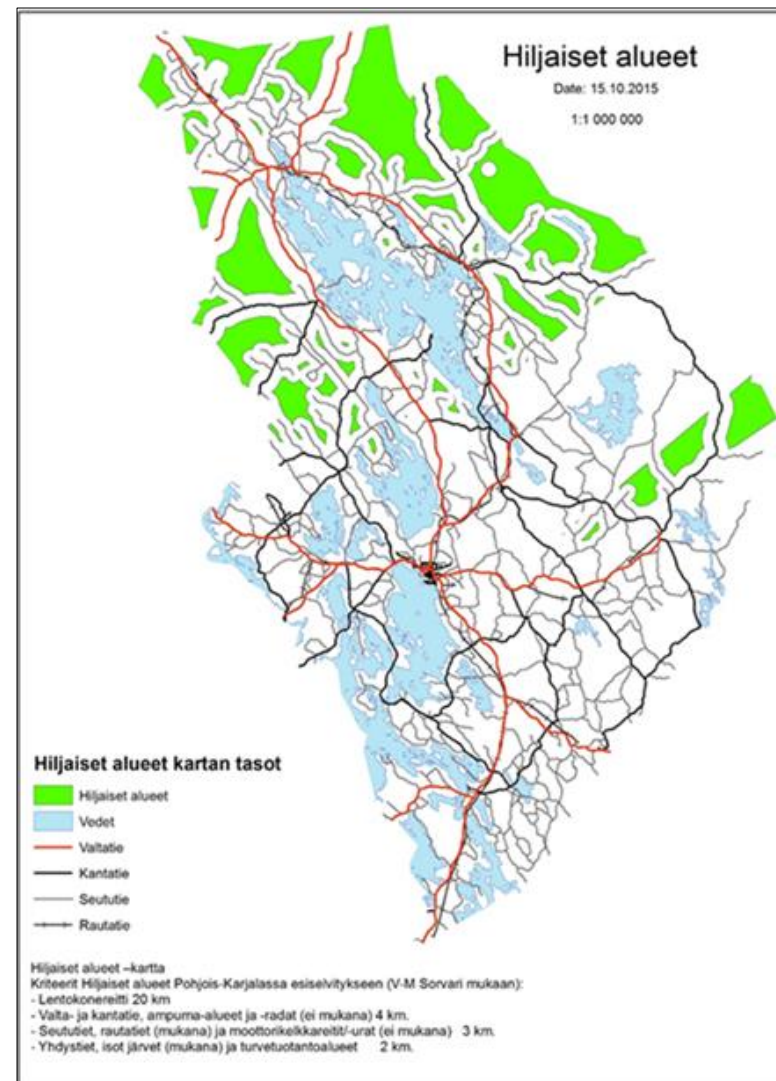 Hiljaiset alueet
Date: 15.10.2015
1:1 000 000
Hiljaiset alueet kartan tasot
Hiljaiset alueet
Vedet
Valtatie
Kantatie
Seututie
Rautatie
Hiljaiset alueet –kartta
Kriteerit Hiljaiset alueet Pohjois-Karjalassa esiselvitykseen (V-M Sorvari mukaan):
- Lentokonereitti 20 km
- Valta- ja kantatie, ampuma-alueet ja -radat (ei mukana) 4 km.
- Seututiet, rautatiet (mukana) ja moottorikelkkareitit/-urat (ei mukana) 3 km.
- Yhdystiet, isot järvet (mukana) ja turvetuotantoalueet 2 km.